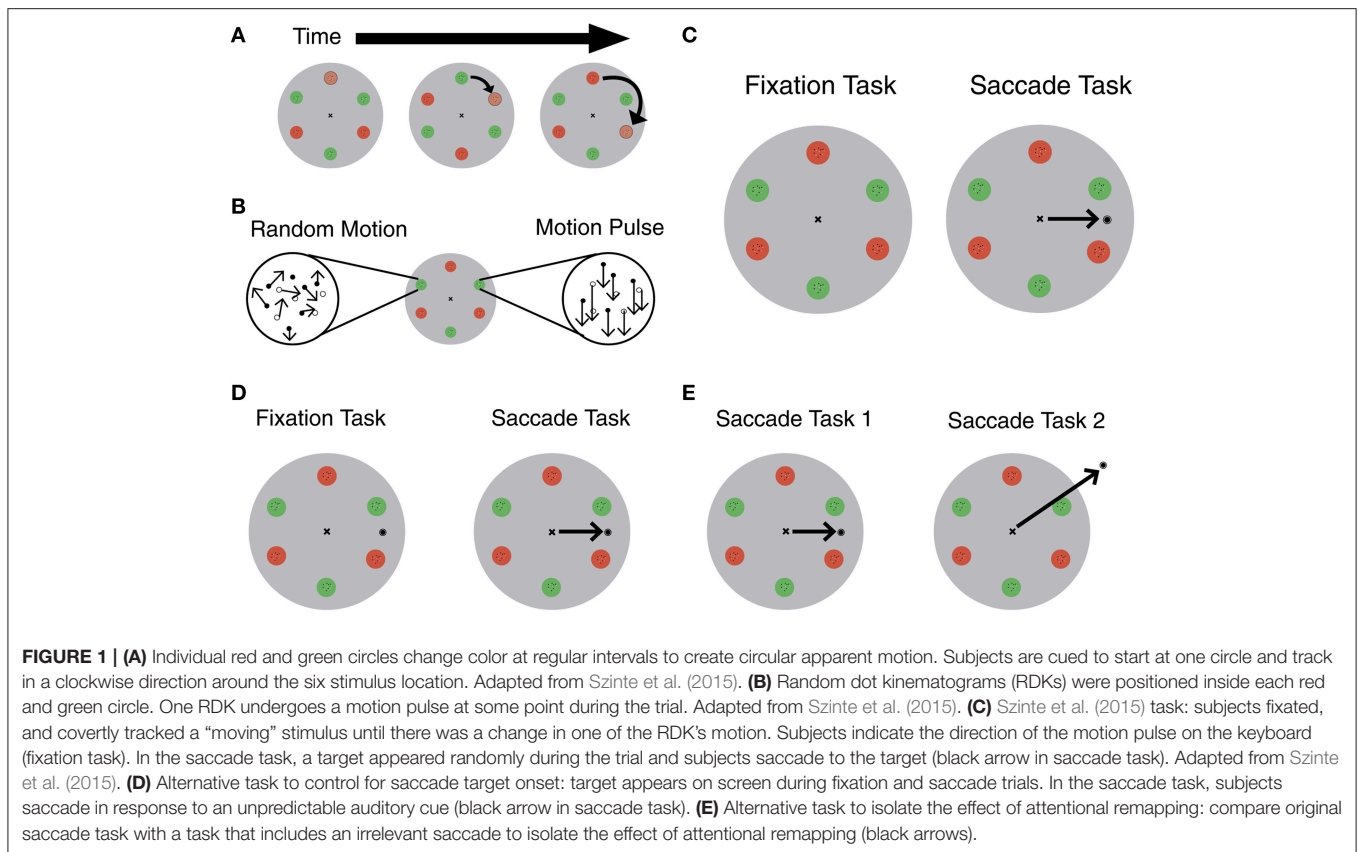 A
Time
C
Fixation Task
Saccade Task
B
Random Motion
Motion Pulse
D
Fixation Task
Saccade Task
E
Saccade Task 1
Saccade Task 2
FIGURE 1 | (A) Individual red and green circles change color at regular intervals to create circular apparent motion. Subjects are cued to start at one circle and track
in a clockwise direction around the six stimulus location. Adapted from Szinte et al. (2015). (B) Random dot kinematograms (RDKs) were positioned inside each red
and green circle. One RDK undergoes a motion pulse at some point during the trial. Adapted from Szinte et al. (2015). (C) Szinte et al. (2015) task: subjects fixated,
and covertly tracked a “moving” stimulus until there was a change in one of the RDK’s motion. Subjects indicate the direction of the motion pulse on the keyboard
(fixation task). In the saccade task, a target appeared randomly during the trial and subjects saccade to the target (black arrow in saccade task). Adapted from Szinte
et al. (2015). (D) Alternative task to control for saccade target onset: target appears on screen during fixation and saccade trials. In the saccade task, subjects
saccade in response to an unpredictable auditory cue (black arrow in saccade task). (E) Alternative task to isolate the effect of attentional remapping: compare original
saccade task with a task that includes an irrelevant saccade to isolate the effect of attentional remapping (black arrows).